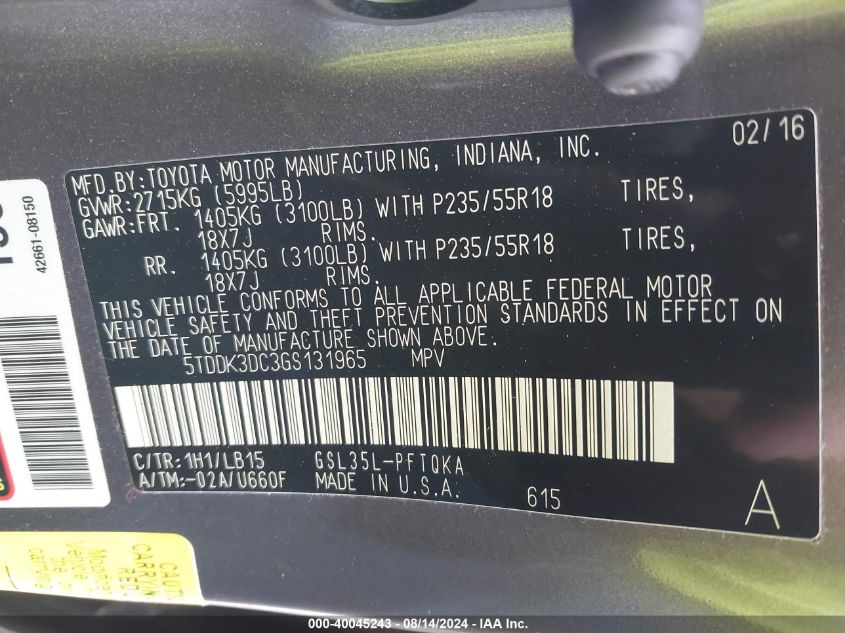 02/16
MFD.BY:TOYOTA MOTOR MANUFACTURING, INDIANA, INC.
GVWR:2715KG (5995LB)
GAWR:FRT. 1405KG (3100LB) WITH P235/55R18 TIRES,
18X7J RIMS.
RR. 1405KG (3100LB) WITH P235/55R18 TIRES,
18X7J RIMS.
THIS VEHICLE CONFORMS TO ALL APPLICABLE FEDERAL MOTOR
VEHICLE SAFETY AND THEFT PREVENTION STANDARDS IN EFFECT ON
THE DATE OF MANUFACTURE SHOWN ABOVE.
5TDDK3DC3GS131965 MPV
C/TR:1H1/LB15 GSL35L-PFTQKA
A/TM:-02A/U660F MADE IN U.S.A. 615
A
42661-08150
CARRYIN
000-40045243 - 08/14/2024 - IAA Inc.